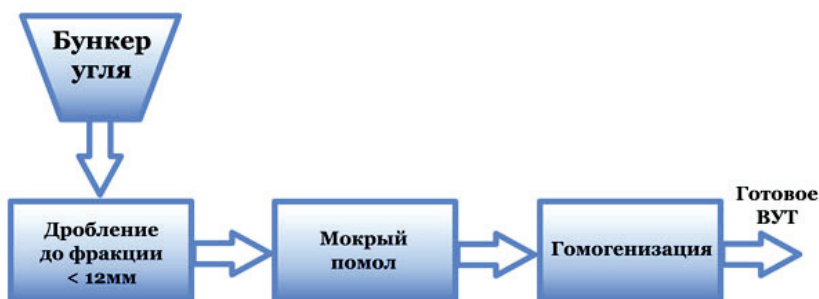 Бункер
угля
Дробление
до фракции
< 12мм
Мокрый
помол
Гомогенизация
Готовое
ВУТ